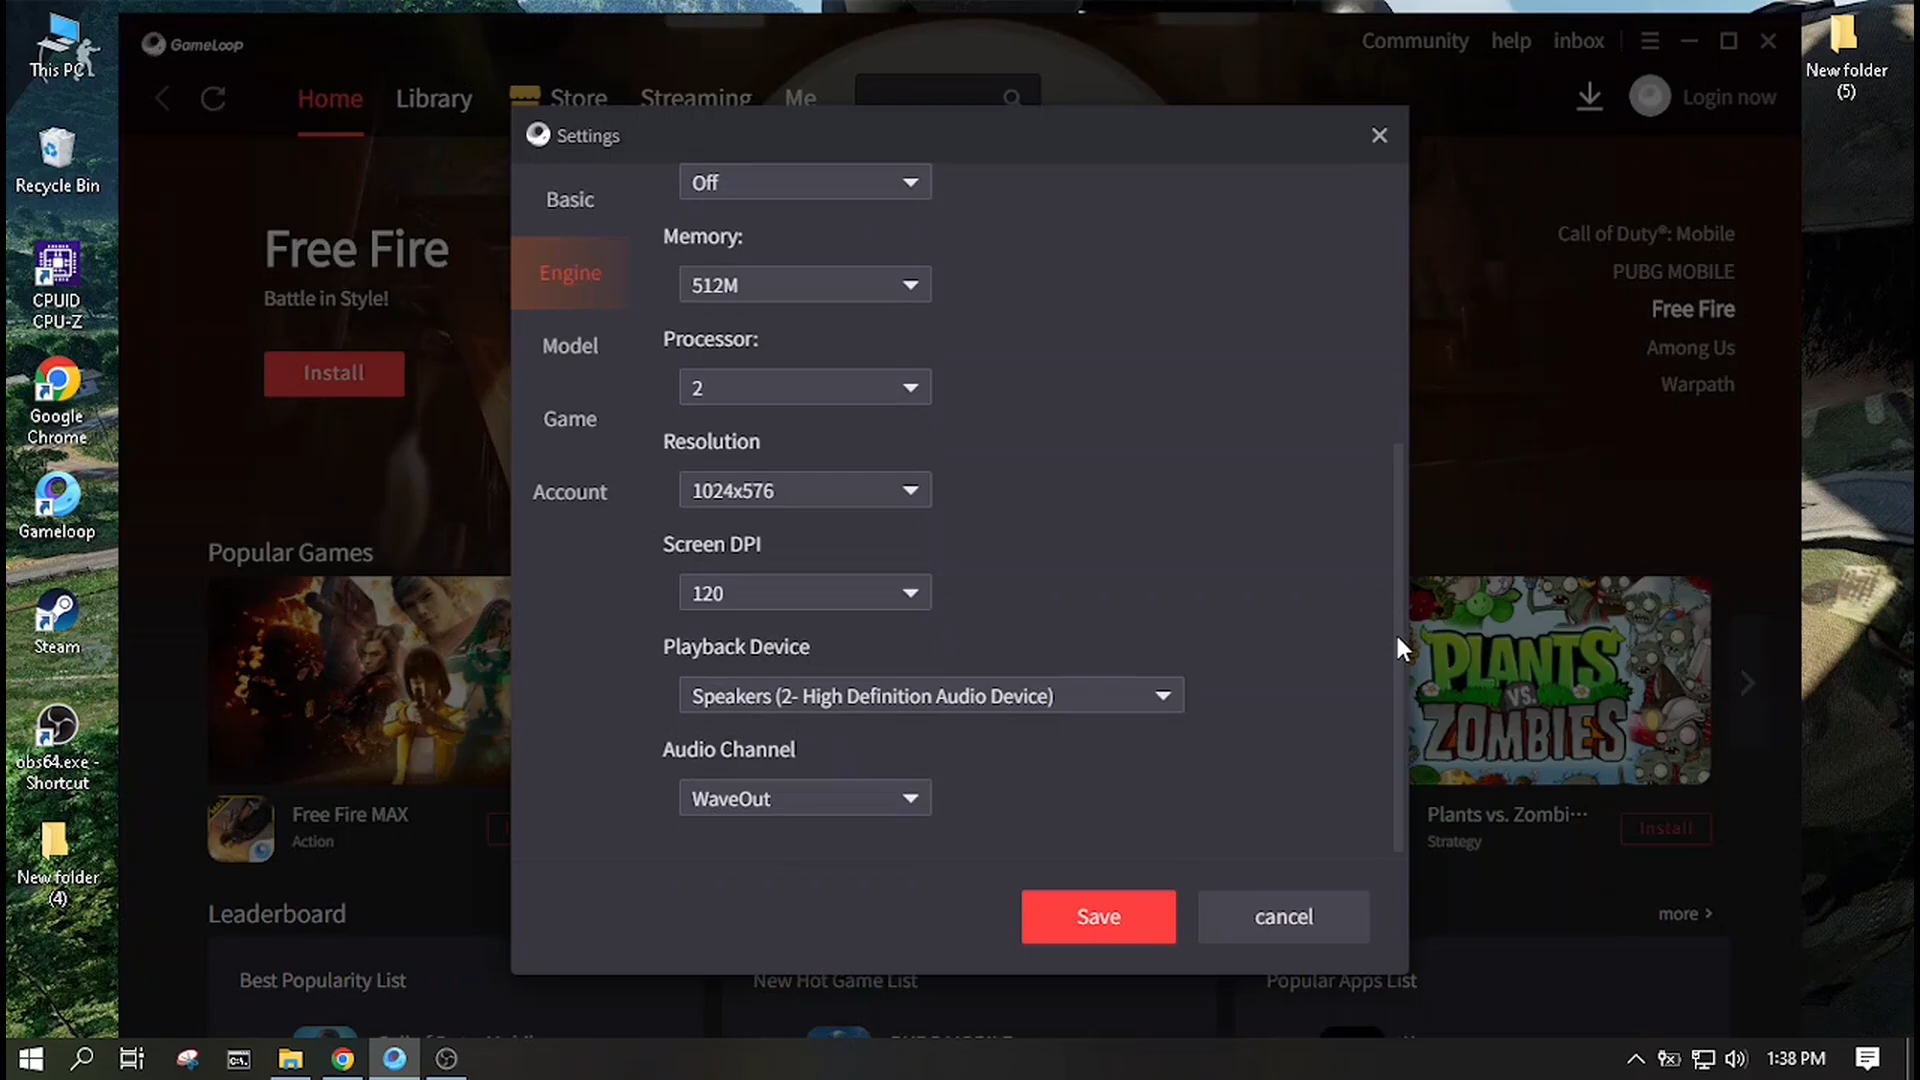 This PC
Recycle Bin
CPUID
CPU-Z
Google
Chrome
Gameloop
Steam
obs64.exe -
Shortcut
New folder
(4)
New folder
(5)
GameLoop
Community
help
inbox
Home
Library
Store
Streaming
Me
Login now
Free Fire
Battle in Style!
Install
Call of Duty®: Mobile
PUBG MOBILE
Free Fire
Among Us
Warpath
Settings
Basic
Engine
Model
Game
Account
Off
Memory:
512M
Processor:
2
Resolution
1024x576
Screen DPI
120
Playback Device
Speakers (2- High Definition Audio Device)
Audio Channel
WaveOut
Save
cancel
Popular Games
Free Fire MAX
Action
PLANTS
VS.
ZOMBIES
Plants vs. Zombi···
Strategy
Install
Leaderboard
more >
Best Popularity List
New Hot Game List
Popular Apps List
1:38 PM